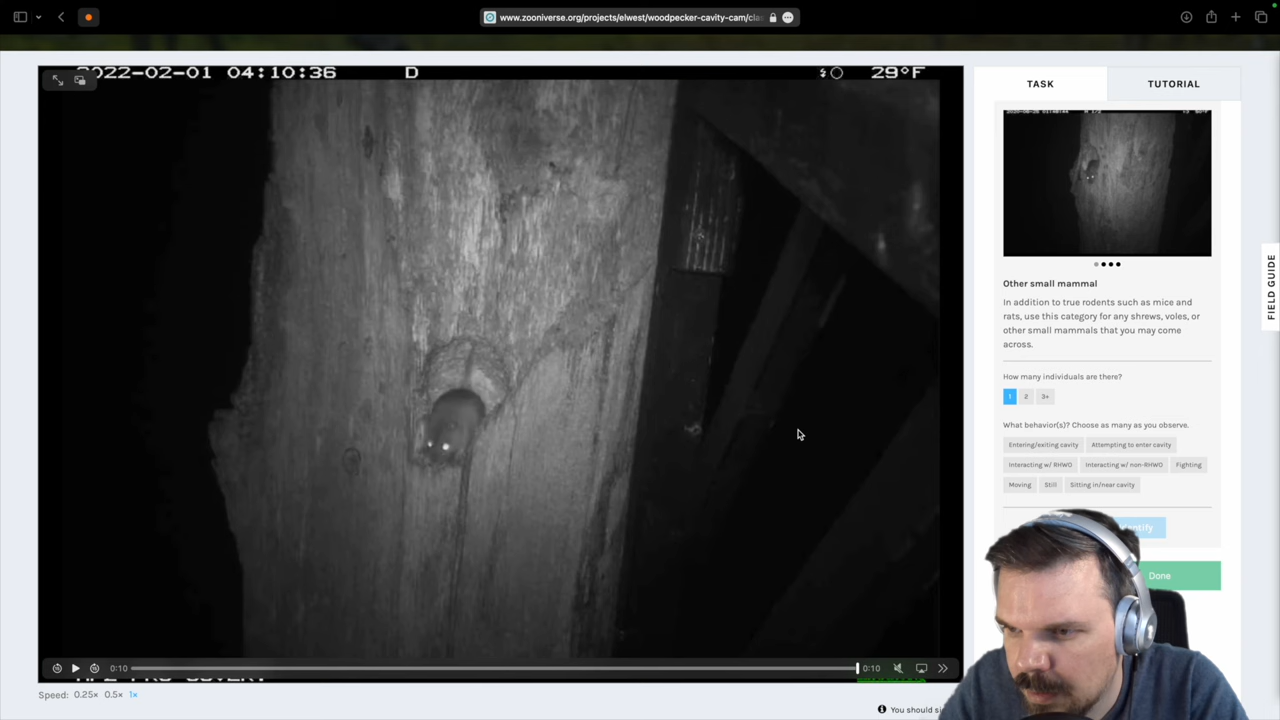 www.zooniverse.org/projects/elwest/woodpecker-cavity-cam/cla
2022-02-01 04:10:36 D 29°F
TASK
TUTORIAL
Other small mammal
In addition to true rodents such as mice and
rats, use this category for any shrews, voles, or
other small mammals that you may come
across.
How many individuals are there?
1 2 3+
What behavior(s)? Choose as many as you observe.
Entering/exiting cavity Attempting to enter cavity
Interacting w/ RHWO Interacting w/ non-RHWO Fighting
Moving Still Sitting in/near cavity
Done
FIELD GUIDE
0:10 0:10
Speed: 0.25× 0.5× 1×
You should